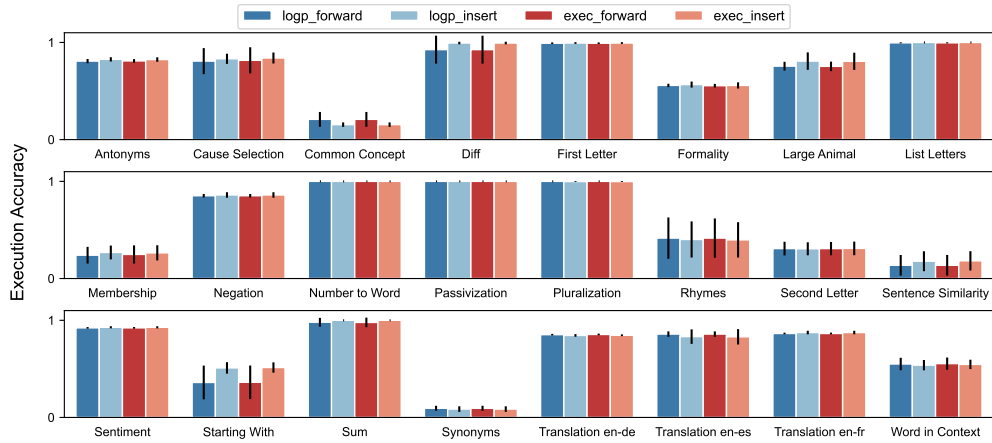 logp_forward logp_insert exec_forward exec_insert
Execution Accuracy
1
0
Antonyms Cause Selection Common Concept Diff First Letter Formality Large Animal List Letters
1
0
Membership Negation Number to Word Passivization Pluralization Rhymes Second Letter Sentence Similarity
1
0
Sentiment Starting With Sum Synonyms Translation en-de Translation en-es Translation en-fr Word in Context